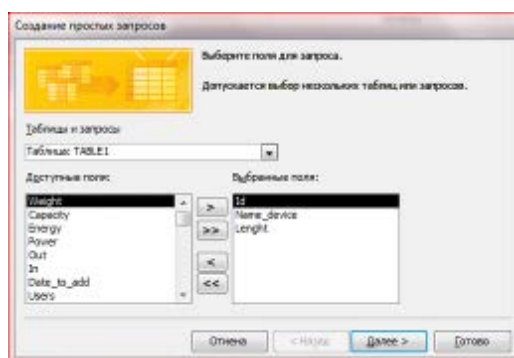 Создание простых запросов
Выберите поля для запроса.
Допускается выбор нескольких таблиц или запросов.
Таблицы и запросы
Таблица: TABLE1
Доступные поля:
Выбранные поля:
Weight
Capacity
Energy
Power
Out
In
Date_to_add
Users
>
>>
<
<<
Id
Name_device
Lenght
Отмена
< Назад
Далее >
Готово